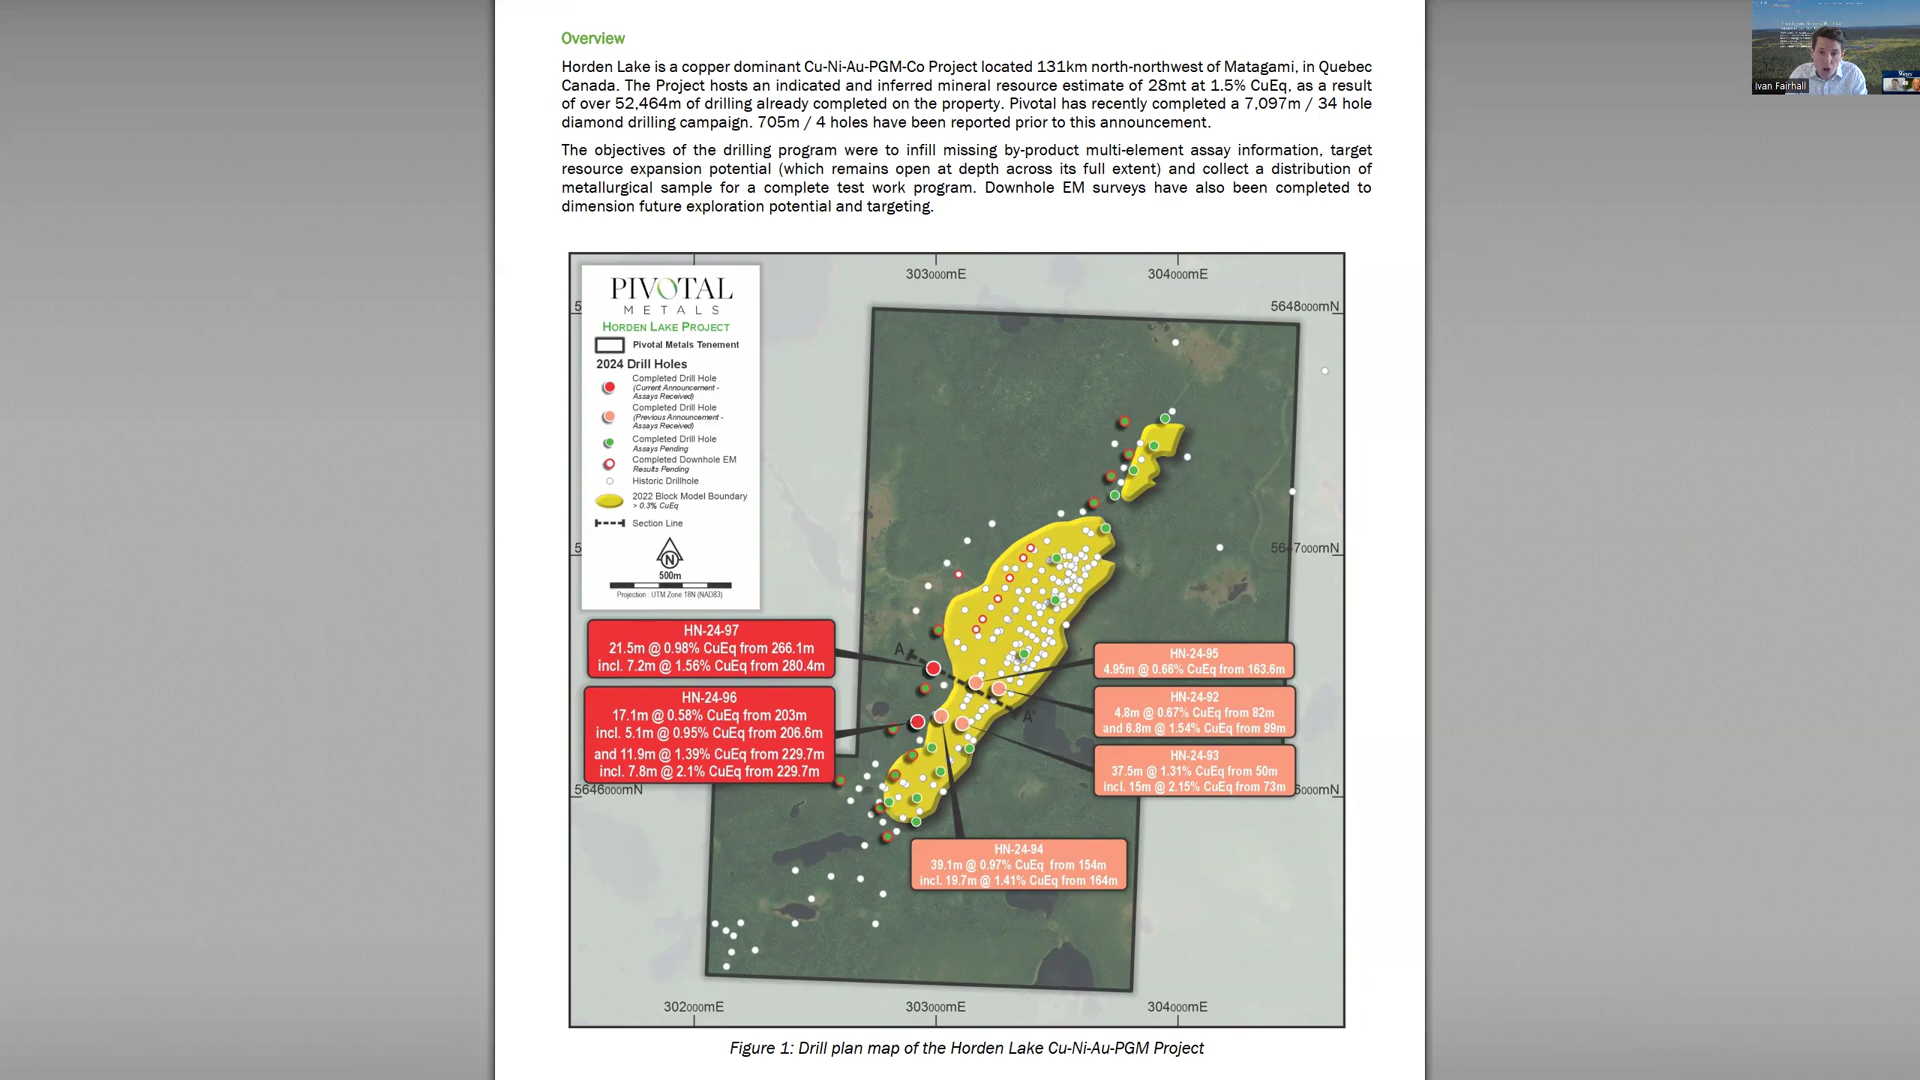 Overview
Horden Lake is a copper dominant Cu-Ni-Au-PGM-Co Project located 131km north-northwest of Matagami, in Quebec
Canada. The Project hosts an indicated and inferred mineral resource estimate of 28mt at 1.5% CuEq, as a result
of over 52,464m of drilling already completed on the property. Pivotal has recently completed a 7,097m / 34 hole
diamond drilling campaign. 705m / 4 holes have been reported prior to this announcement.
The objectives of the drilling program were to infill missing by-product multi-element assay information, target
resource expansion potential (which remains open at depth across its full extent) and collect a distribution of
metallurgical sample for a complete test work program. Downhole EM surveys have also been completed to
dimension future exploration potential and targeting.
Ivan Fairhall
303000mE
304000mE
5648000mN
PIVOTAL
METALS
HORDEN LAKE PROJECT
Pivotal Metals Tenement
2024 Drill Holes
Completed Drill Hole
(Current Announcement -
Assays Received)
Completed Drill Hole
(Previous Announcement -
Assays Received)
Completed Drill Hole
Assays Pending
Completed Downhole EM
Results Pending
Historic Drillhole
2022 Block Model Boundary
> 0.3% CuEq
Section Line
N
500m
Projection : UTM Zone 18N (NAD83)
5647000mN
HN-24-97
21.5m @ 0.98% CuEq from 266.1m
incl. 7.2m @ 1.56% CuEq from 280.4m
HN-24-96
17.1m @ 0.58% CuEq from 203m
incl. 5.1m @ 0.95% CuEq from 206.6m
and 11.9m @ 1.39% CuEq from 229.7m
incl. 7.8m @ 2.1% CuEq from 229.7m
A
A'
HN-24-95
4.95m @ 0.66% CuEq from 163.6m
HN-24-92
4.8m @ 0.67% CuEq from 82m
and 6.8m @ 1.54% CuEq from 99m
HN-24-93
37.5m @ 1.31% CuEq from 50m
incl. 15m @ 2.15% CuEq from 73m
5646000mN
6000mN
HN-24-94
39.1m @ 0.97% CuEq from 154m
incl. 19.7m @ 1.41% CuEq from 164m
302000mE
303000mE
304000mE
Figure 1: Drill plan map of the Horden Lake Cu-Ni-Au-PGM Project